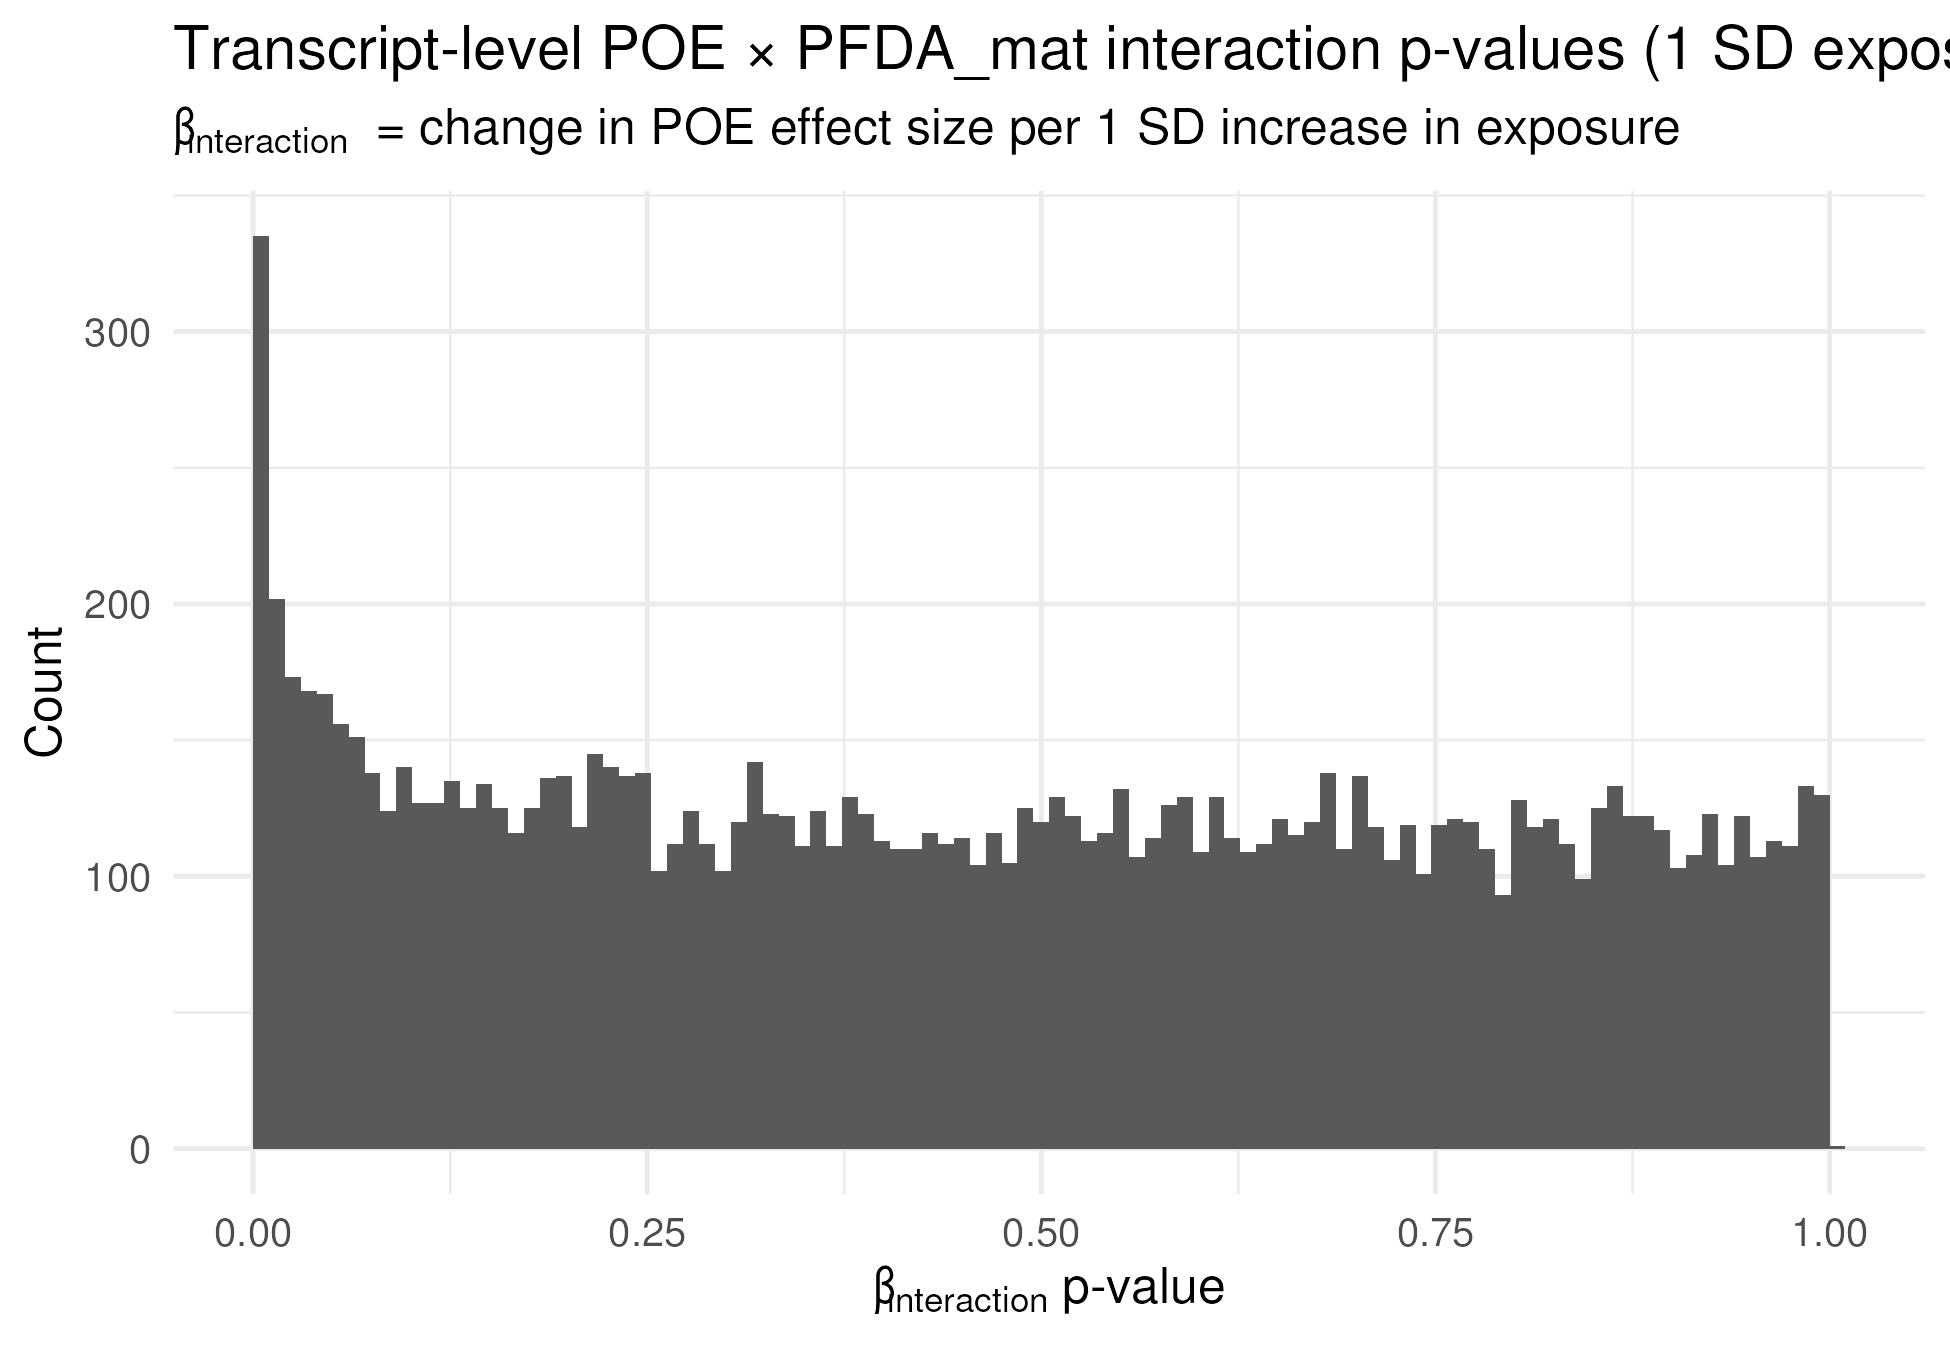 Transcript-level POE × PFDA_mat interaction p-values (1 SD expos
βinteraction = change in POE effect size per 1 SD increase in exposure
300
200
100
0
Count
0.00 0.25 0.50 0.75 1.00
βinteraction p-value